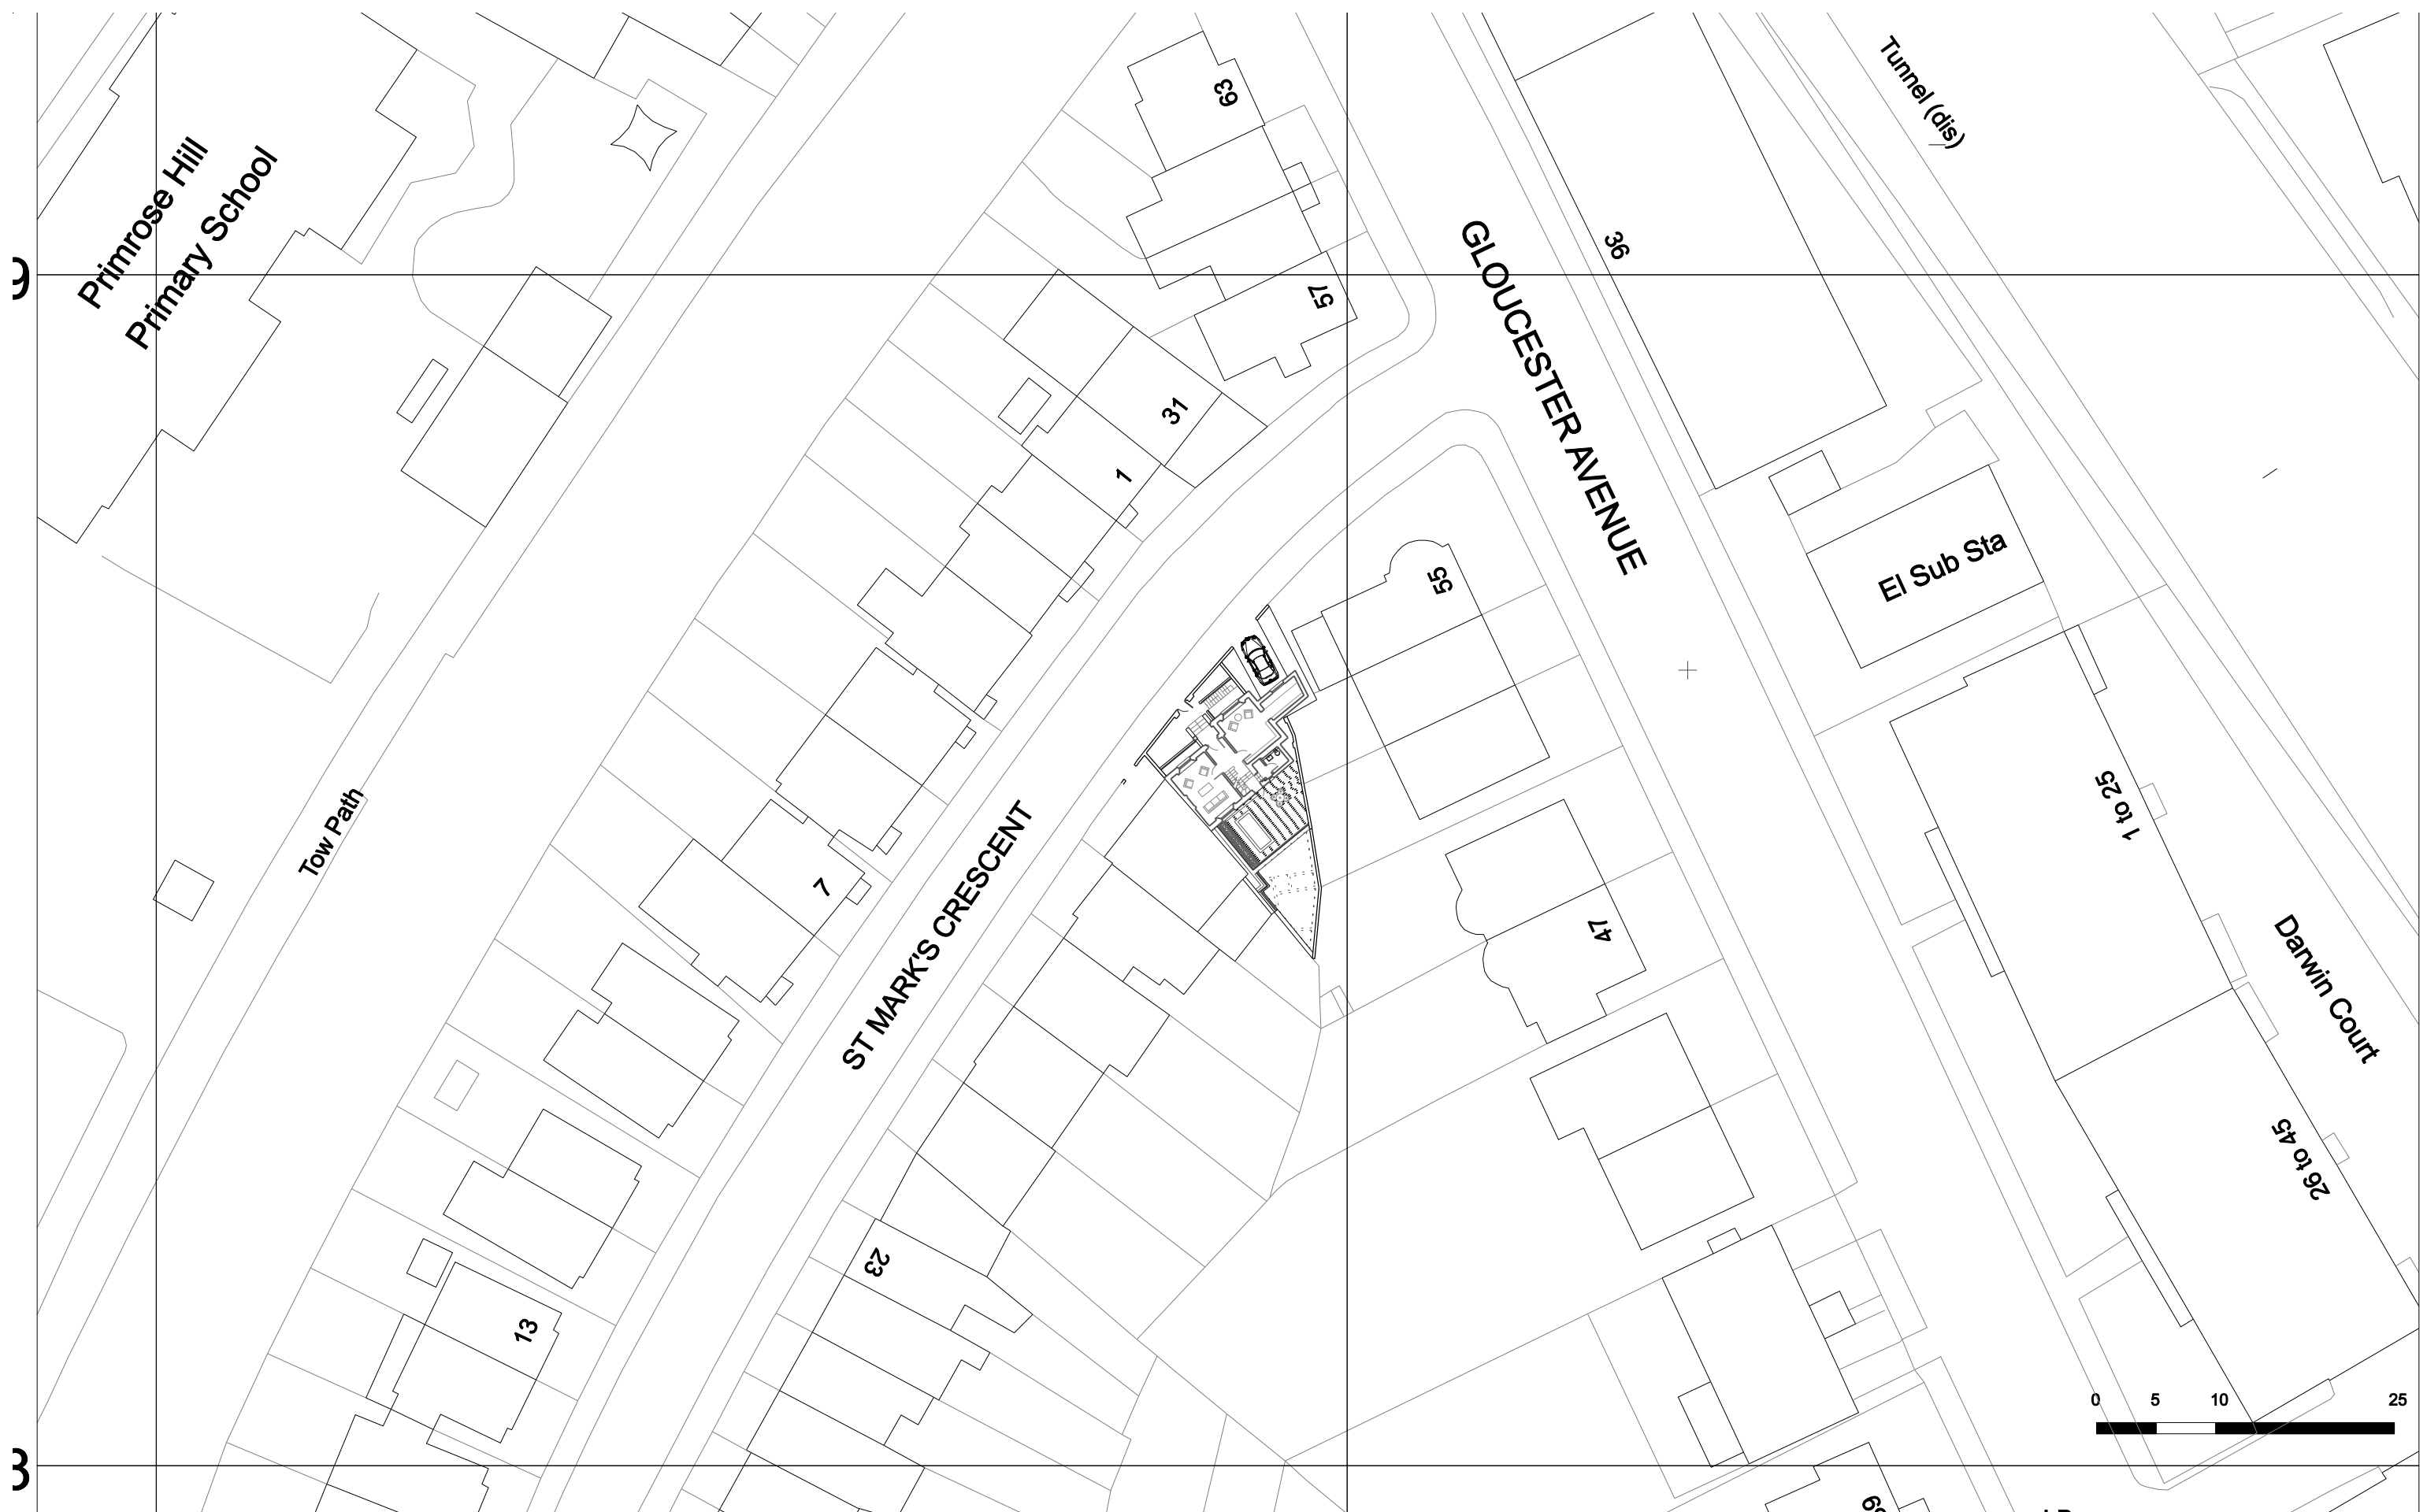 Primrose Hill
Primary School
Tunnel (dis)
63
57
36
GLOUCESTER AVENUE
9
31
1
55
El Sub Sta
Tow Path
ST MARK'S CRESCENT
7
47
1 to 25
Darwin Court
26 to 45
23
13
0 5 10 25